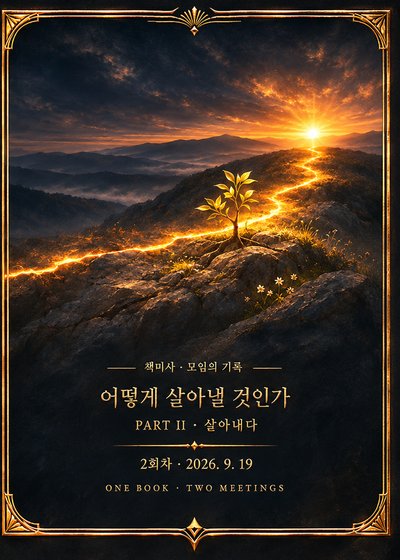 책미사 · 모임의 기록
어떻게 살아낼 것인가
PART II · 살아내다
2회차 · 2026. 9. 19
ONE BOOK · TWO MEETINGS